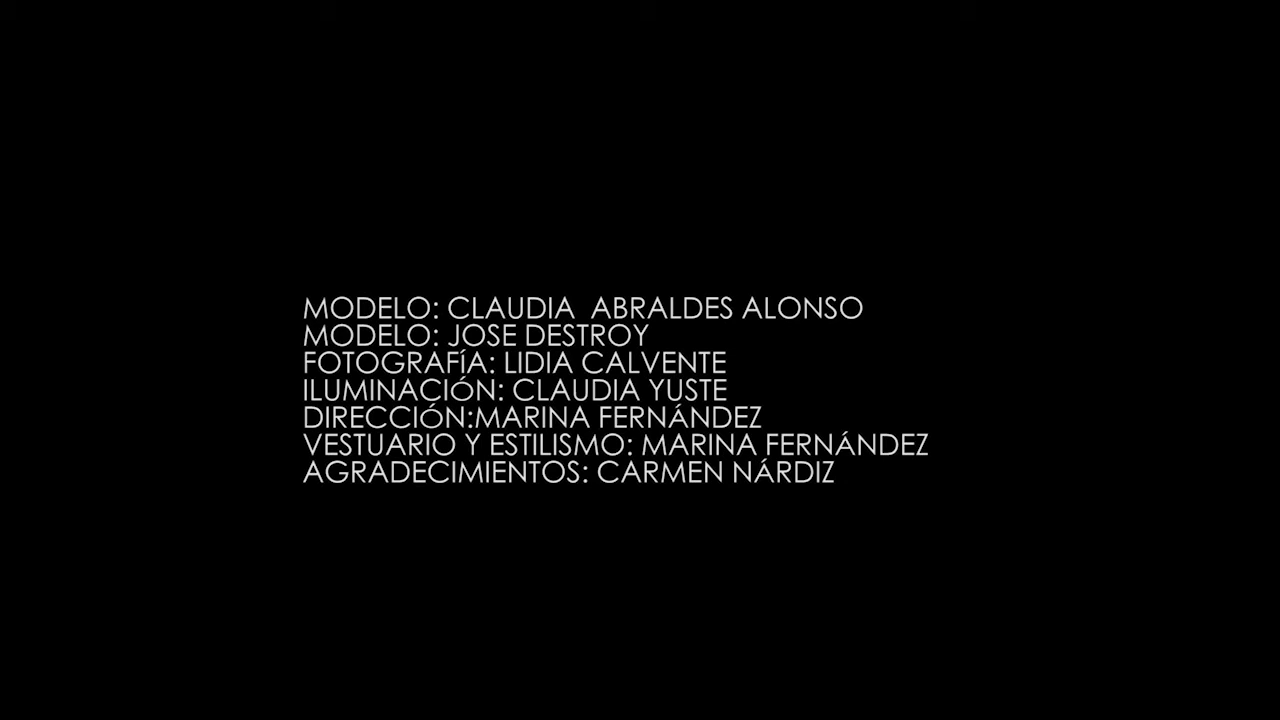 MODELO: CLAUDIA  ABRALDES ALONSO
MODELO: JOSE DESTROY
FOTOGRAFÍA: LIDIA CALVENTE
ILUMINACIÓN: CLAUDIA YUSTE
DIRECCIÓN:MARINA FERNÁNDEZ
VESTUARIO Y ESTILISMO: MARINA FERNÁNDEZ
AGRADECIMIENTOS: CARMEN NÁRDIZ